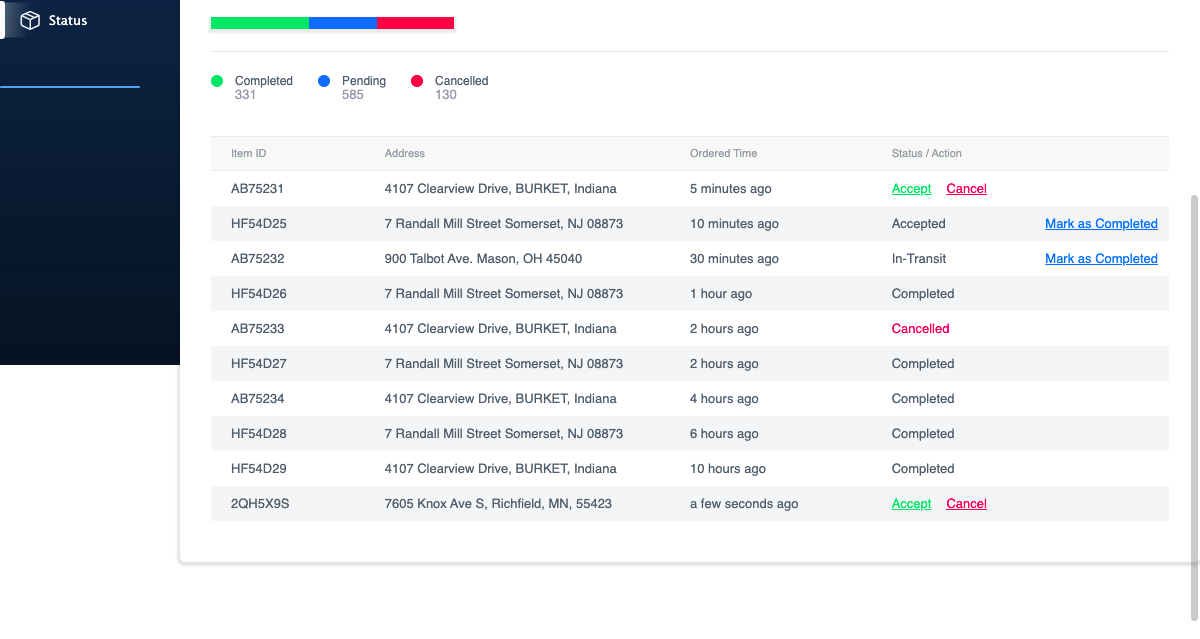 Status
Completed Pending Cancelled
331 585 130
Item ID Address Ordered Time Status / Action
AB75231 4107 Clearview Drive, BURKET, Indiana 5 minutes ago Accept Cancel
HF54D25 7 Randall Mill Street Somerset, NJ 08873 10 minutes ago Accepted Mark as Completed
AB75232 900 Talbot Ave. Mason, OH 45040 30 minutes ago In-Transit Mark as Completed
HF54D26 7 Randall Mill Street Somerset, NJ 08873 1 hour ago Completed
AB75233 4107 Clearview Drive, BURKET, Indiana 2 hours ago Cancelled
HF54D27 7 Randall Mill Street Somerset, NJ 08873 2 hours ago Completed
AB75234 4107 Clearview Drive, BURKET, Indiana 4 hours ago Completed
HF54D28 7 Randall Mill Street Somerset, NJ 08873 6 hours ago Completed
HF54D29 4107 Clearview Drive, BURKET, Indiana 10 hours ago Completed
2QH5X9S 7605 Knox Ave S, Richfield, MN, 55423 a few seconds ago Accept Cancel